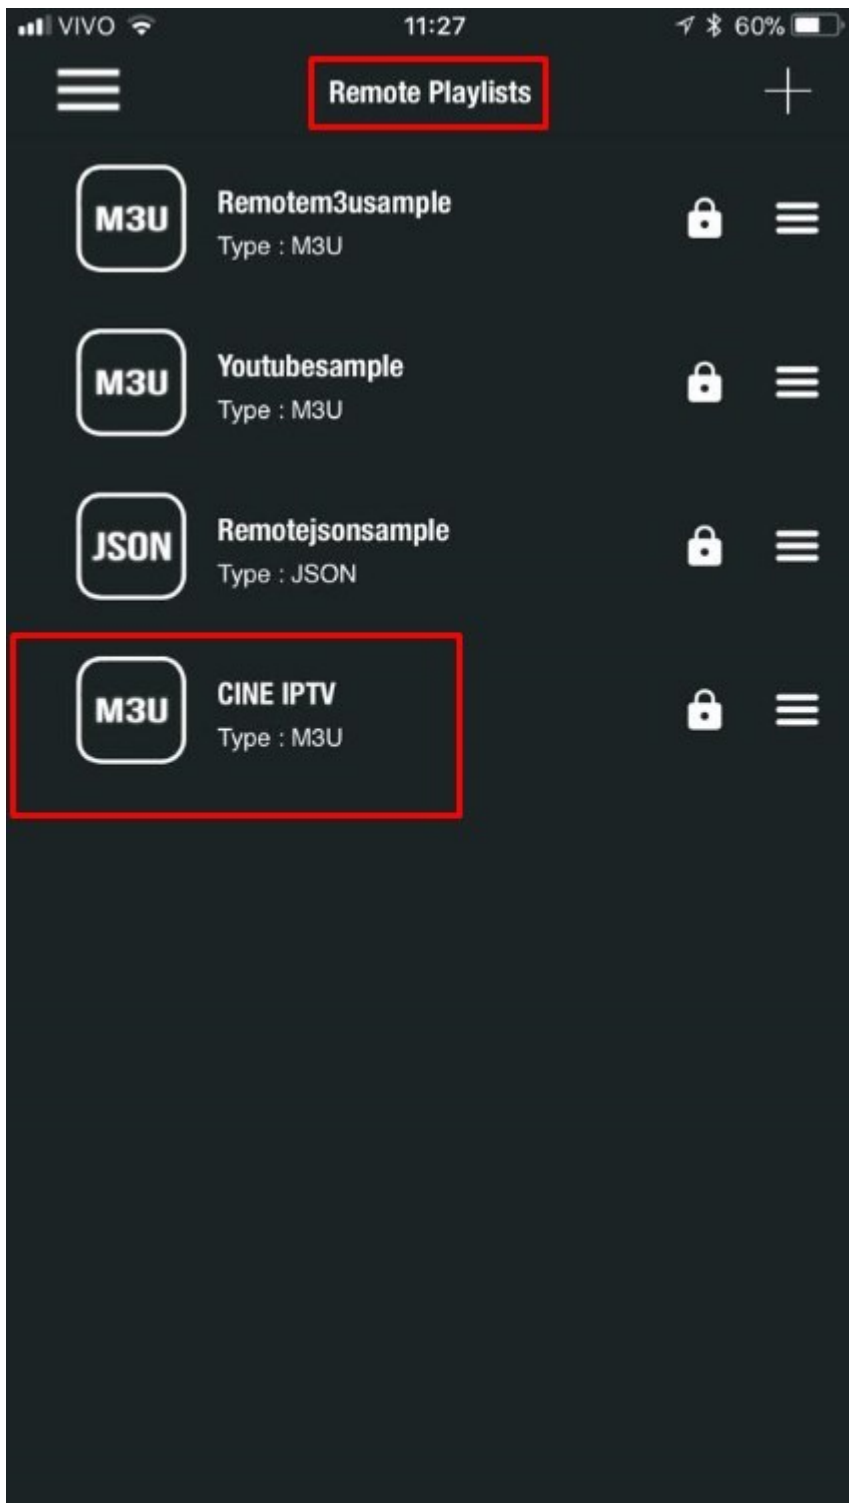 VIVO 11:27 60%
Remote Playlists
M3U
Remotem3usample
Type : M3U
M3U
Youtubesample
Type : M3U
JSON
Remotejsonsample
Type : JSON
M3U
CINE IPTV
Type : M3U